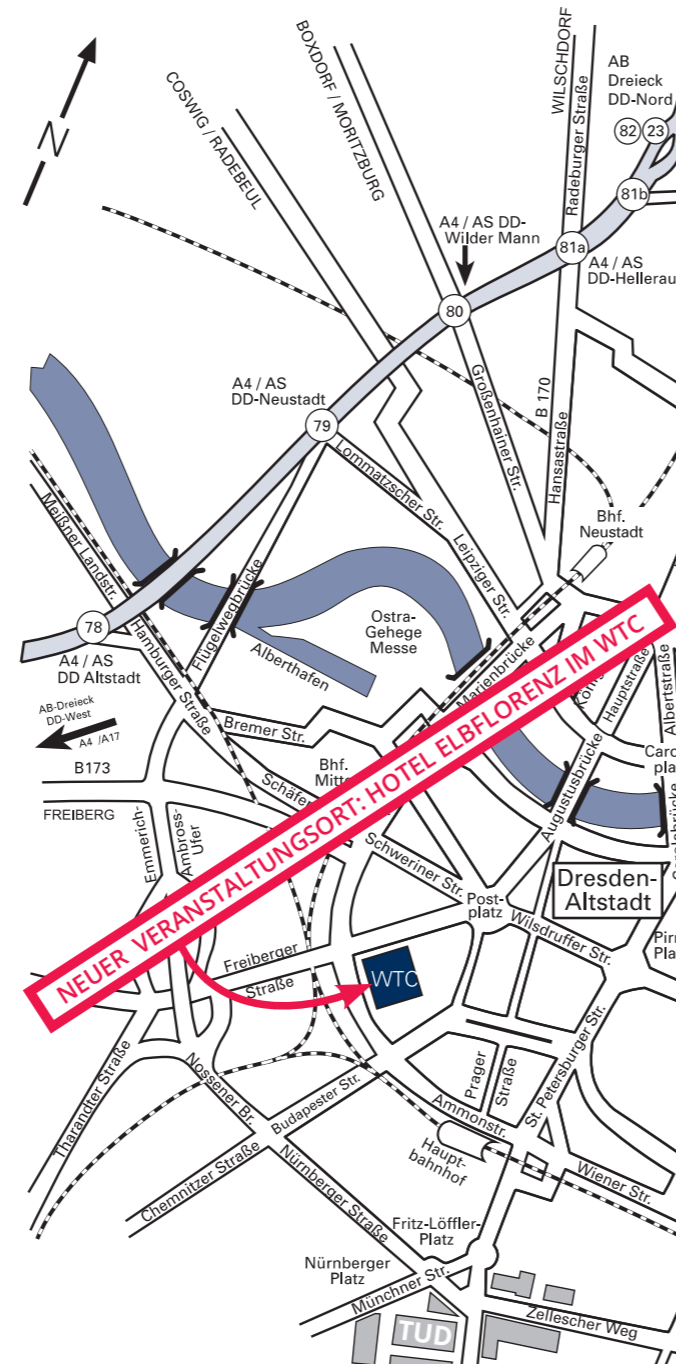 N
COSWIG / RADEBEUL
BOXDORF / MORITZBURG
WILSCHDORF
Radeburger Straße
AB
Dreieck
DD-Nord
82
23
81b
81a
A4 / AS DD-
Wilder Mann
A4 / AS
DD-Hellerau
80
A4 / AS
DD-Neustadt
79
Großenhainer Str.
B 170
Hansastraße
Lommatzscher Str.
Leipziger Str.
Bhf.
Neustadt
Meißner Landstr.
78
A4 / AS
DD Altstadt
Hamburger Straße
Flügelwegbrücke
Alberthafen
Ostra-
Gehege
Messe
Marienbrücke
Hauptstraße
Albertstraße
AB-Dreieck
DD-West
A4 /A17
B173
FREIBERG
Bremer Str.
Bhf.
Augustusbrücke
Emmerich-
Ambross-
Ufer
NEUER VERANSTALTUNGSORT: HOTEL ELBFLORENZ IM WTC
Schweriner Str.
Post-
platz
Wilsdruffer Str.
Dresden-
Altstadt
Freiberger
Straße
WTC
Tharandter Straße
Nossener Br.
Budapester Str.
Prager
Straße
St. Petersburger Str.
Ammonstr.
Haupt-
bahnhof
Wiener Str.
Chemnitzer Straße
Nürnberger Straße
Fritz-Löffler-
Platz
Nürnberger
Platz
Münchner Str.
Zellescher Weg
TUD